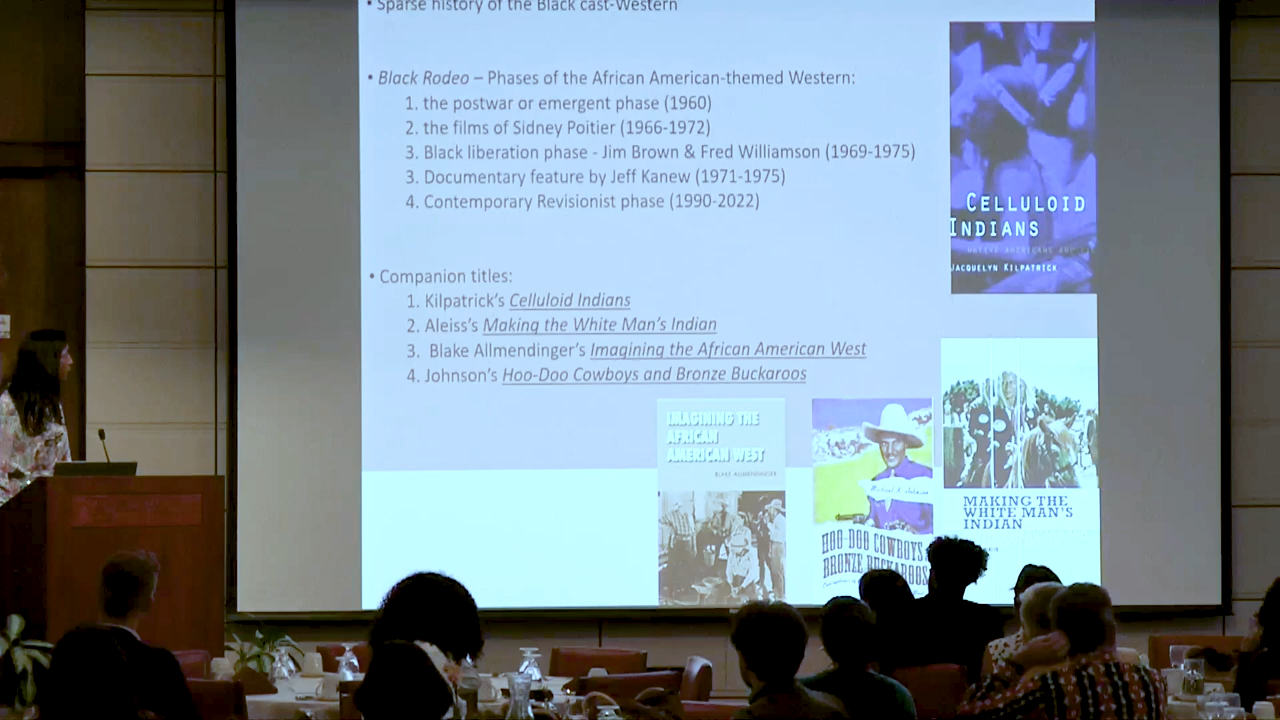 • Sparse history of the Black cast-Western
• Black Rodeo – Phases of the African American-themed Western:
1. the postwar or emergent phase (1960)
2. the films of Sidney Poitier (1966-1972)
3. Black liberation phase - Jim Brown & Fred Williamson (1969-1975)
3. Documentary feature by Jeff Kanew (1971-1975)
4. Contemporary Revisionist phase (1990-2022)
• Companion titles:
1. Kilpatrick's Celluloid Indians
2. Aleiss's Making the White Man's Indian
3. Blake Allmendinger's Imagining the African American West
4. Johnson's Hoo-Doo Cowboys and Bronze Buckaroos
CELLULOID
INDIANS
NATIVE AMERICANS AND
JACQUELYN KILPATRICK
IMAGINING THE
AFRICAN
AMERICAN WEST
BLAKE ALLMENDINGER
Michael K. Johnson
HOO-DOO COWBOYS
BRONZE BUCKAROOS
MAKING THE
WHITE MAN'S
INDIAN